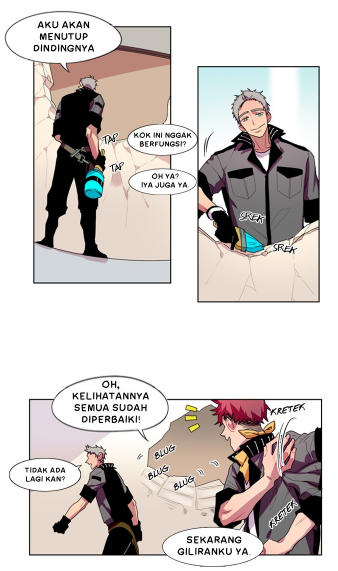 AKU AKAN
MENUTUP
DINDINGNYA
TAP
TAP
KOK INI NGGAK
BERFUNGSI?
OH YA?
IYA JUGA YA.
SREK
SREK
OH,
KELIHATANNYA
SEMUA SUDAH
DIPERBAIKI!
TIDAK ADA
LAGI KAN?
BLUG
BLUG
BLUG
KRETEK
KRETEK
SEKARANG
GILIRANKU YA.